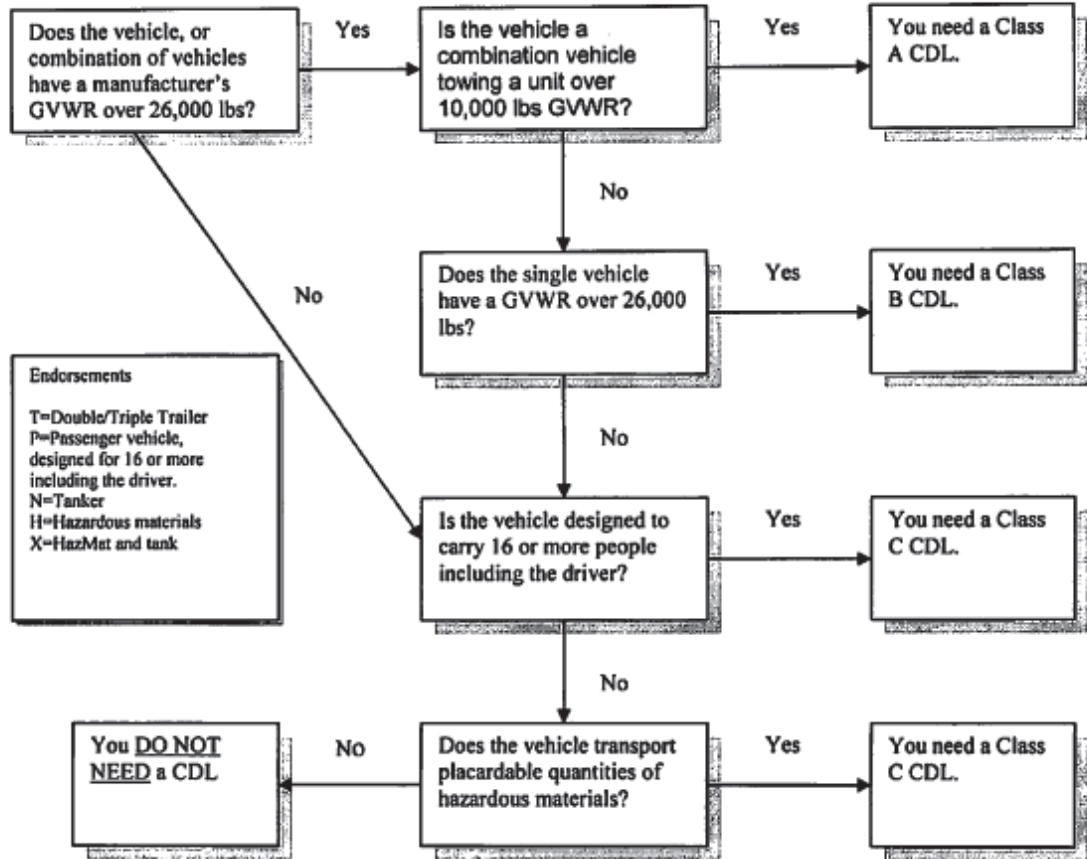 Does the vehicle, or
combination of vehicles
have a manufacturer's
GVWR over 26,000 lbs?
Yes
Is the vehicle a
combination vehicle
towing a unit over
10,000 lbs GVWR?
Yes
You need a Class
A CDL.
No
No
Does the single vehicle
have a GVWR over 26,000
lbs?
Yes
You need a Class
B CDL.
Endorsements
T=Double/Triple Trailer
P=Passenger vehicle,
designed for 16 or more
including the driver.
N=Tanker
H=Hazardous materials
X=HazMat and tank
No
Is the vehicle designed to
carry 16 or more people
including the driver?
Yes
You need a Class
C CDL.
No
You DO NOT
NEED a CDL
No
Does the vehicle transport
placardable quantities of
hazardous materials?
Yes
You need a Class
C CDL.